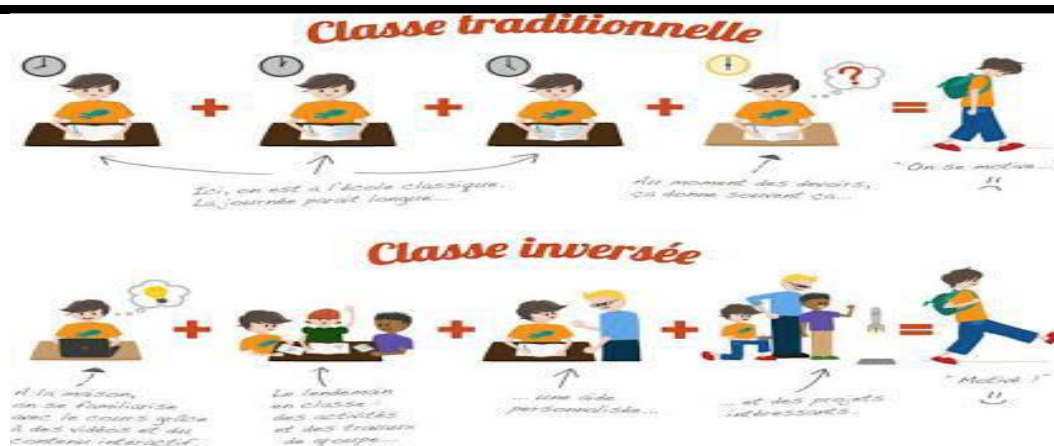 Classe traditionnelle
?
Ici, on est à l'école classique.
La journée paraît longue...
Au moment des devoirs,
ça donne souvent ça...
"On se motive...
Classe inversée
A la maison,
on se familiarise
avec le cours grâce
à des vidéos et du
contenu interactif...
Le lendemain
en classe
des activités
et des travaux
de groupe...
... une aide
personnalisée...
... et des projets
intéressants.
"Motivé !"